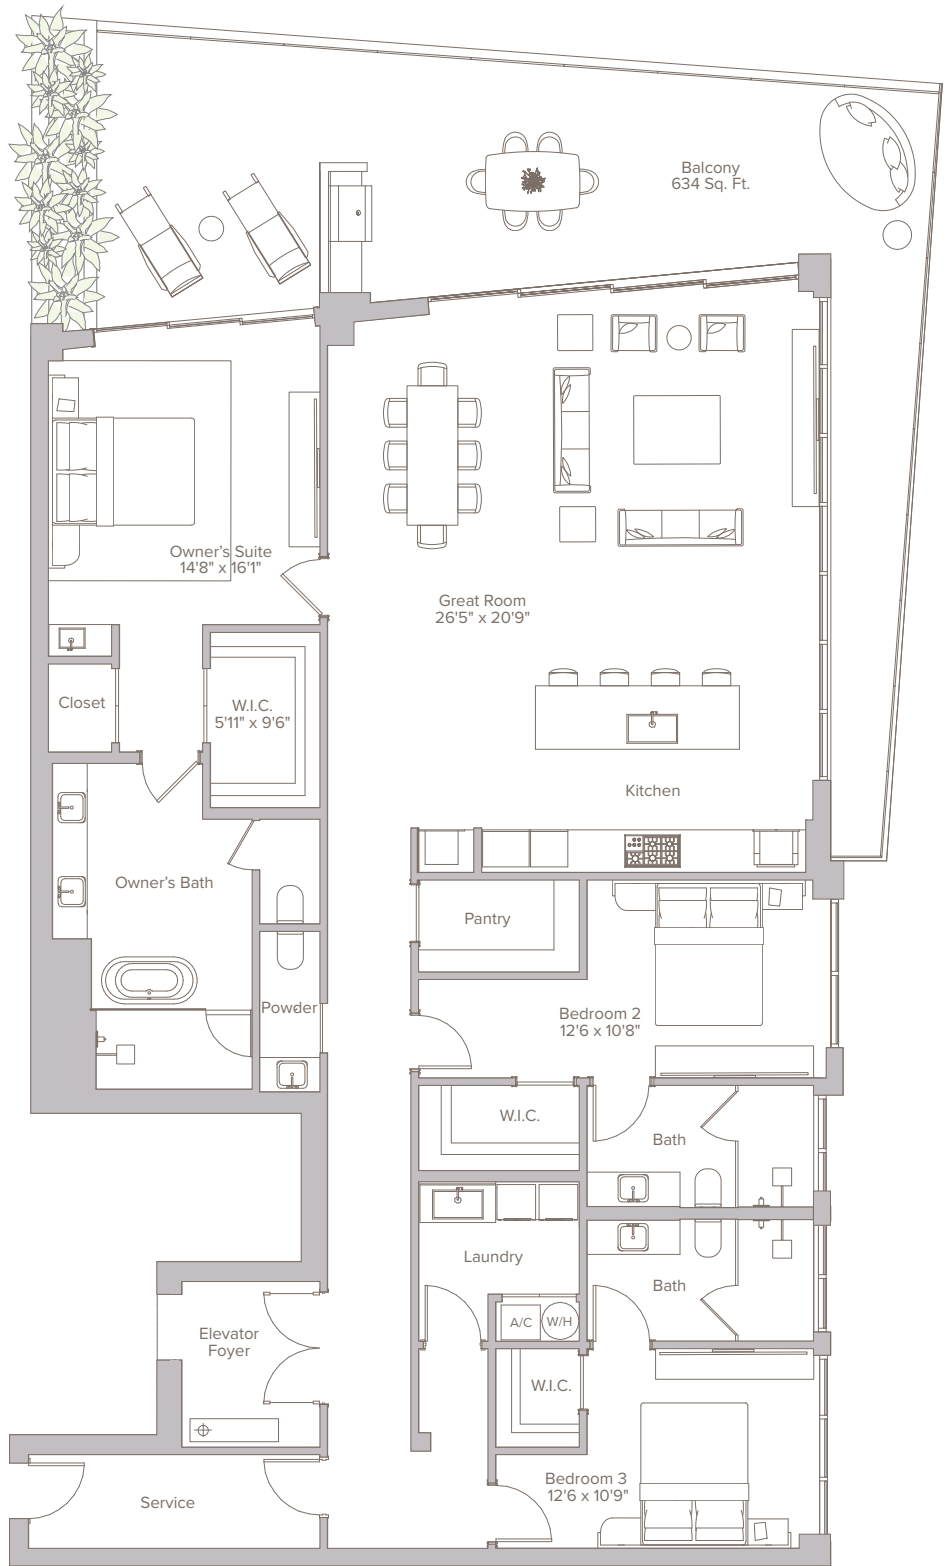 Balcony
634 Sq. Ft.
Owner's Suite
14'8" x 16'1"
Great Room
26'5" x 20'9"
Closet
W.I.C.
5'11" x 9'6"
Kitchen
Owner's Bath
Pantry
Powder
Bedroom 2
12'6 x 10'8"
W.I.C.
Bath
Laundry
Bath
A/C
W/H
Elevator
Foyer
W.I.C.
Bedroom 3
12'6 x 10'9"
Service